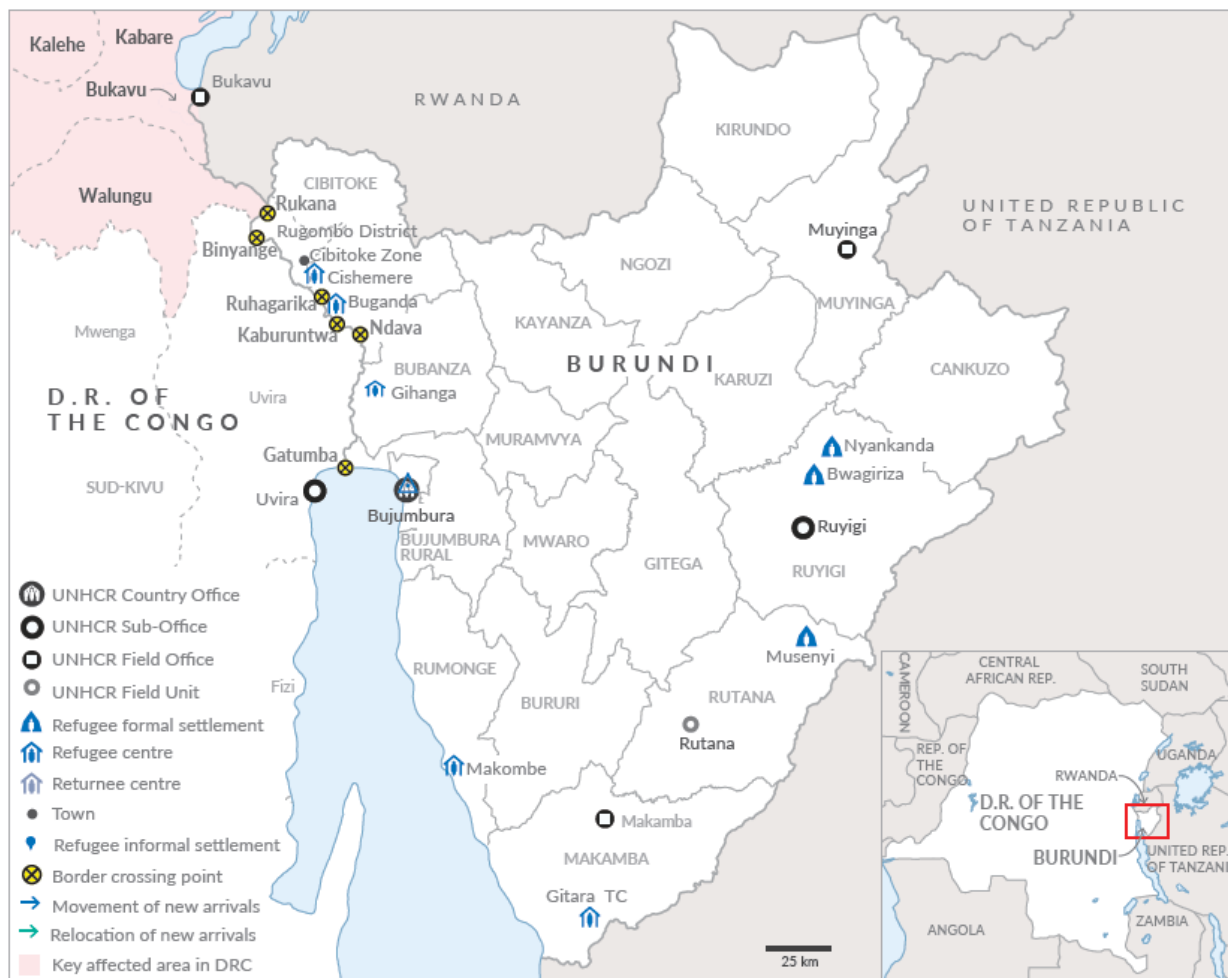 Kalehe
Kabare
Bukavu
Bukavu
RWANDA
KIRUNDO
Walungu
CIBITOKE
Rukana
UNITED REPUBLIC
OF TANZANIA
Binyange
Rugombo District
Muyinga
Cibitoke Zone
NGOZI
Cishemere
Ruhagarika
Buganda
MUYINGA
Mwenga
Kaburuntwa
Ndava
KAYANZA
BURUNDI
BUBANZA
KARUZI
CANKUZO
D.R. OF
THE CONGO
Uvira
Gihanga
MURAMVYA
Nyankanda
Gatumba
Bwagiriza
SUD-KIVU
Uvira
Bujumbura
Ruyigi
BUJUMBURA
RURAL
MWARO
GITEGA
RUYIGI
Musenyi
RUMONGE
Fizi
BURURI
RUTANA
Rutana
Makombe
Makamba
MAKAMBA
Gitara TC
25 km
UNHCR Country Office
UNHCR Sub-Office
UNHCR Field Office
UNHCR Field Unit
Refugee formal settlement
Refugee centre
Returnee centre
Town
Refugee informal settlement
Border crossing point
Movement of new arrivals
Relocation of new arrivals
Key affected area in DRC
CAMEROON
CENTRAL
AFRICAN REP.
SOUTH
SUDAN
REP. OF
THE
CONGO
UGANDA
RWANDA
D.R. OF THE
CONGO
BURUNDI
UNITED REP.
OF TANZANI
ANGOLA
ZAMBIA